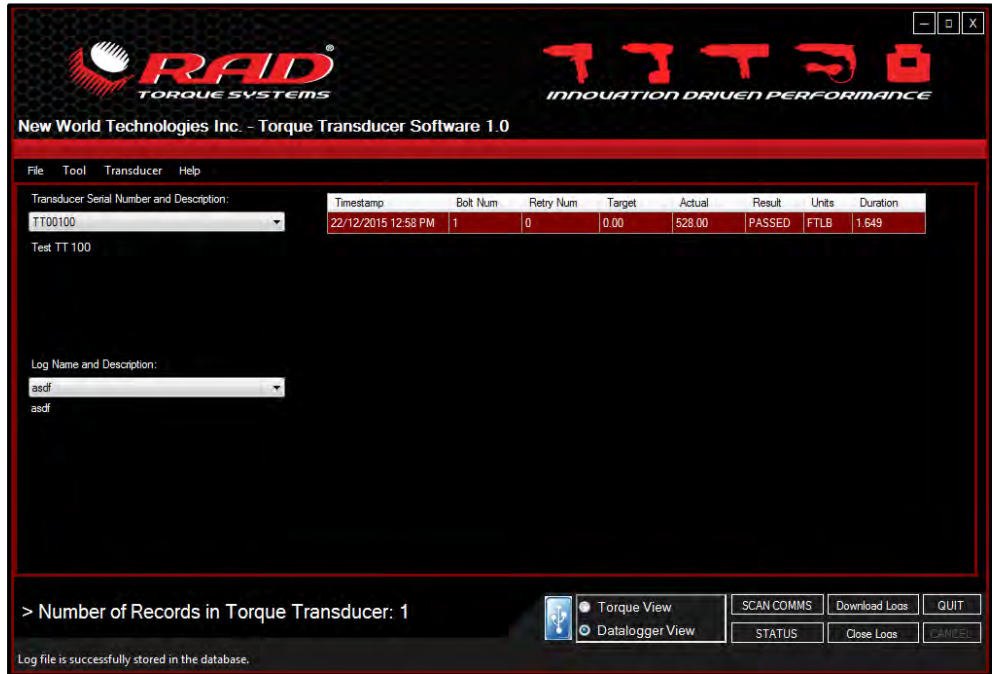 RAD®
TORQUE SYSTEMS
INNOVATION DRIVEN PERFORMANCE
New World Technologies Inc. - Torque Transducer Software 1.0
File Tool Transducer Help
Transducer Serial Number and Description:
TT00100
Test TT 100
Timestamp Bolt Num Retry Num Target Actual Result Units Duration
22/12/2015 12:58 PM 1 0 0.00 528.00 PASSED FTLB 1.649
Log Name and Description:
asdf
asdf
> Number of Records in Torque Transducer: 1
Torque View
Datalogger View
SCAN COMMS Download Logs QUIT
STATUS Close Logs CANCEL
Log file is successfully stored in the database.